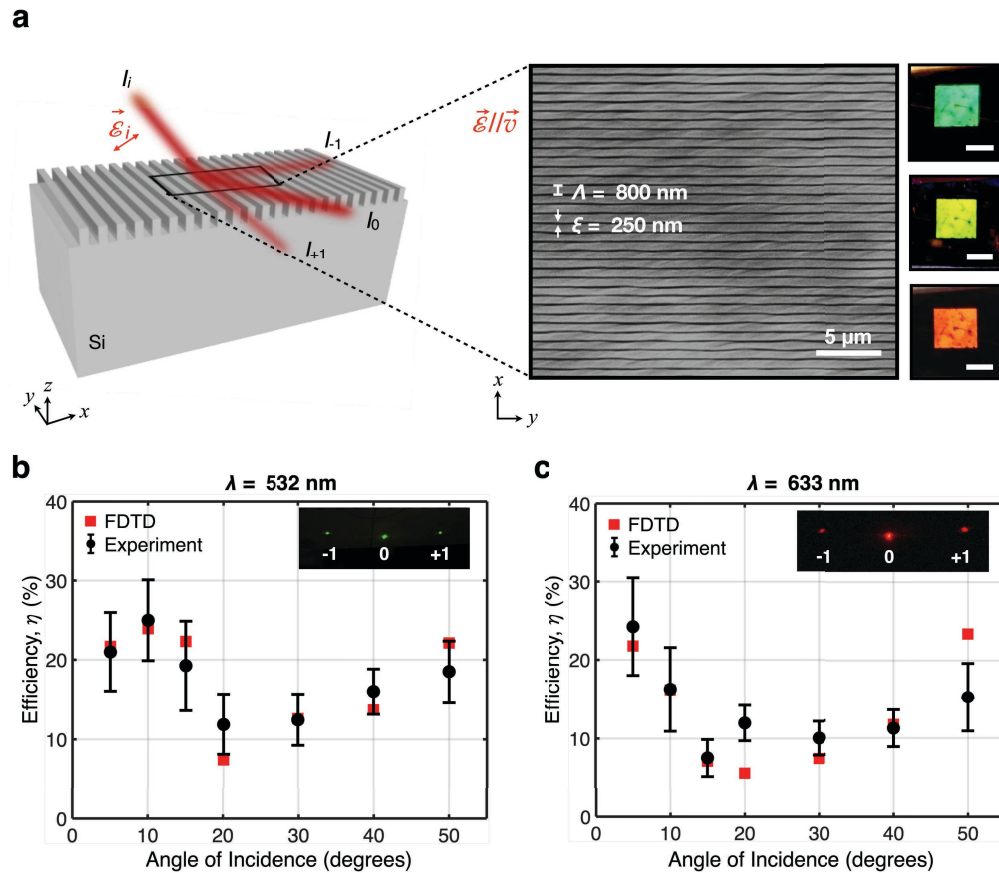 a
I_i
ℰ⃗_i
I_-1
I_0
I_+1
Si
z
y
x
ℰ⃗//v⃗
Λ = 800 nm
ξ = 250 nm
5 µm
x
y
b
λ = 532 nm
40
30
20
10
0
FDTD
Experiment
-1 0 +1
Efficiency, η (%)
0 10 20 30 40 50
Angle of Incidence (degrees)
c
λ = 633 nm
40
30
20
10
0
FDTD
Experiment
-1 0 +1
Efficiency, η (%)
0 10 20 30 40 50
Angle of Incidence (degrees)